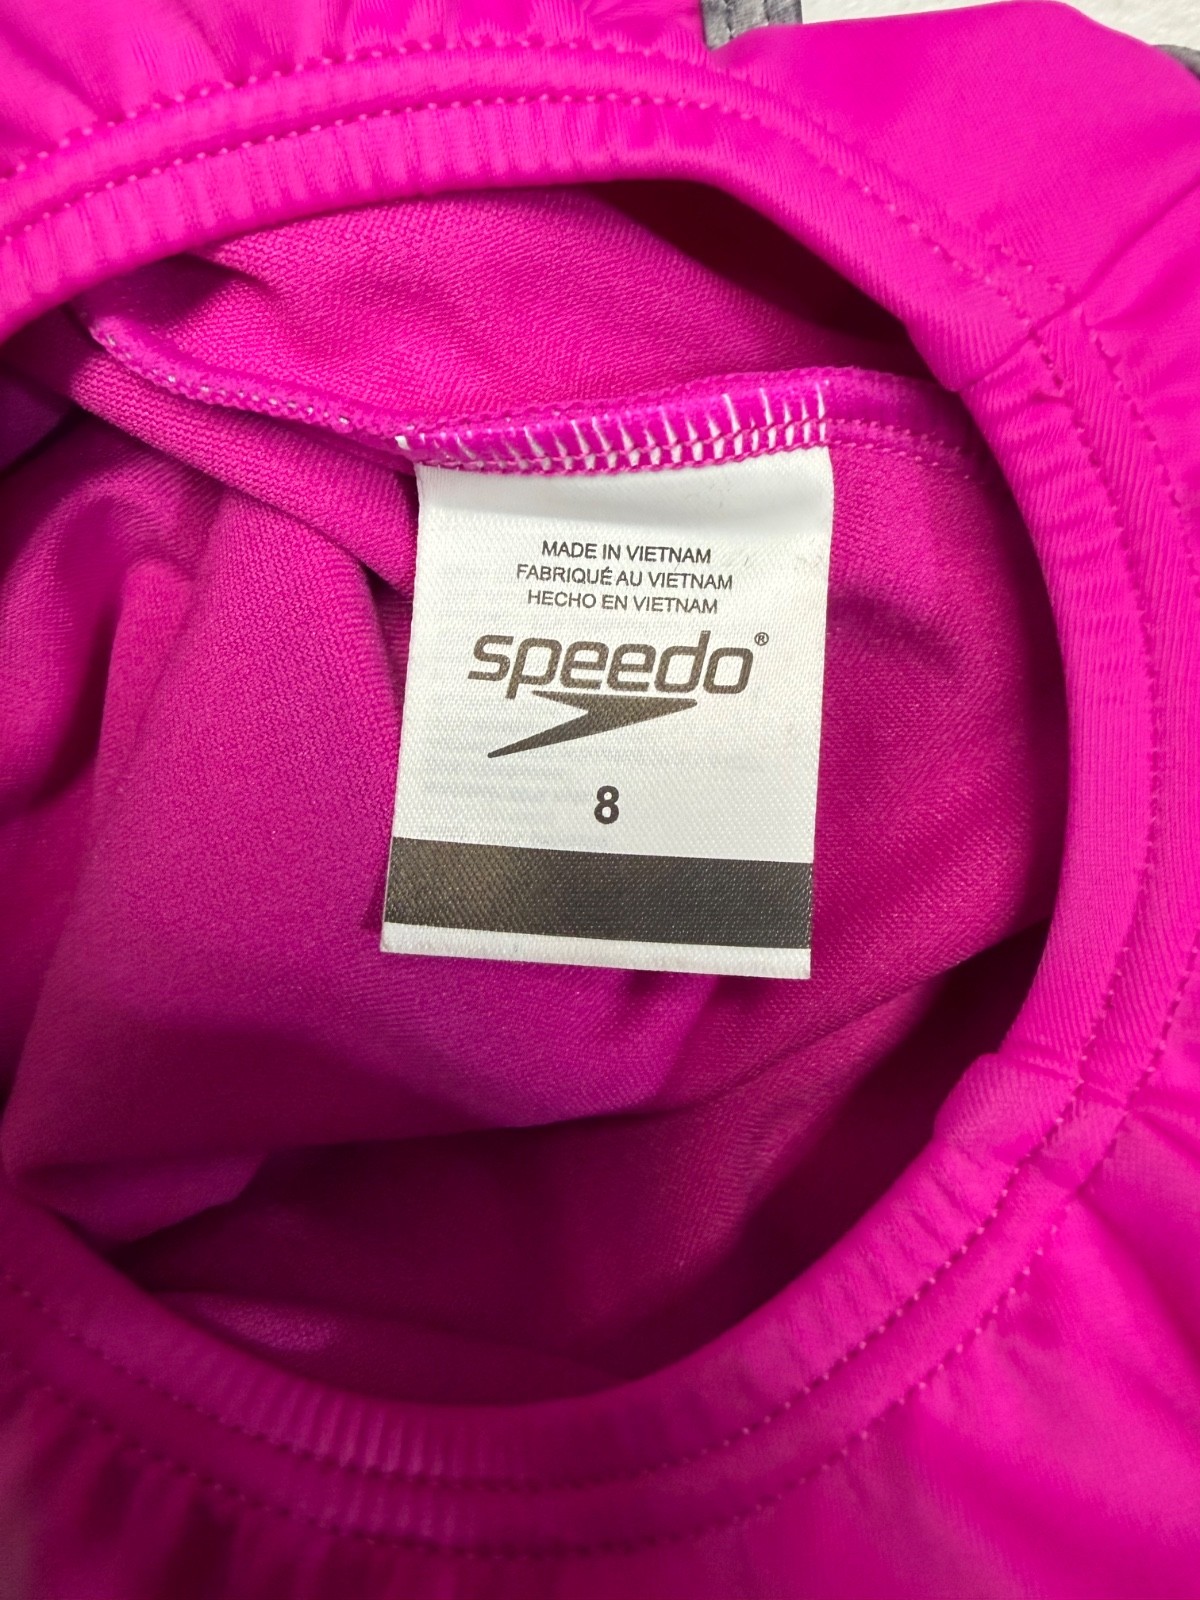 MADE IN VIETNAM
FABRIQUÉ AU VIETNAM
HECHO EN VIETNAM
speedo®
8